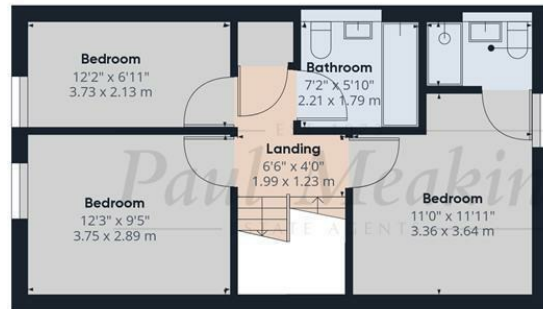 Bedroom
12'2" x 6'11"
3.73 x 2.13 m
Bathroom
7'2" x 5'10"
2.21 x 1.79 m
Landing
6'6" x 4'0"
1.99 x 1.23 m
Bedroom
12'3" x 9'5"
3.75 x 2.89 m
Bedroom
11'0" x 11'11"
3.36 x 3.64 m
Paul Meakin
ESTATE AGENTS